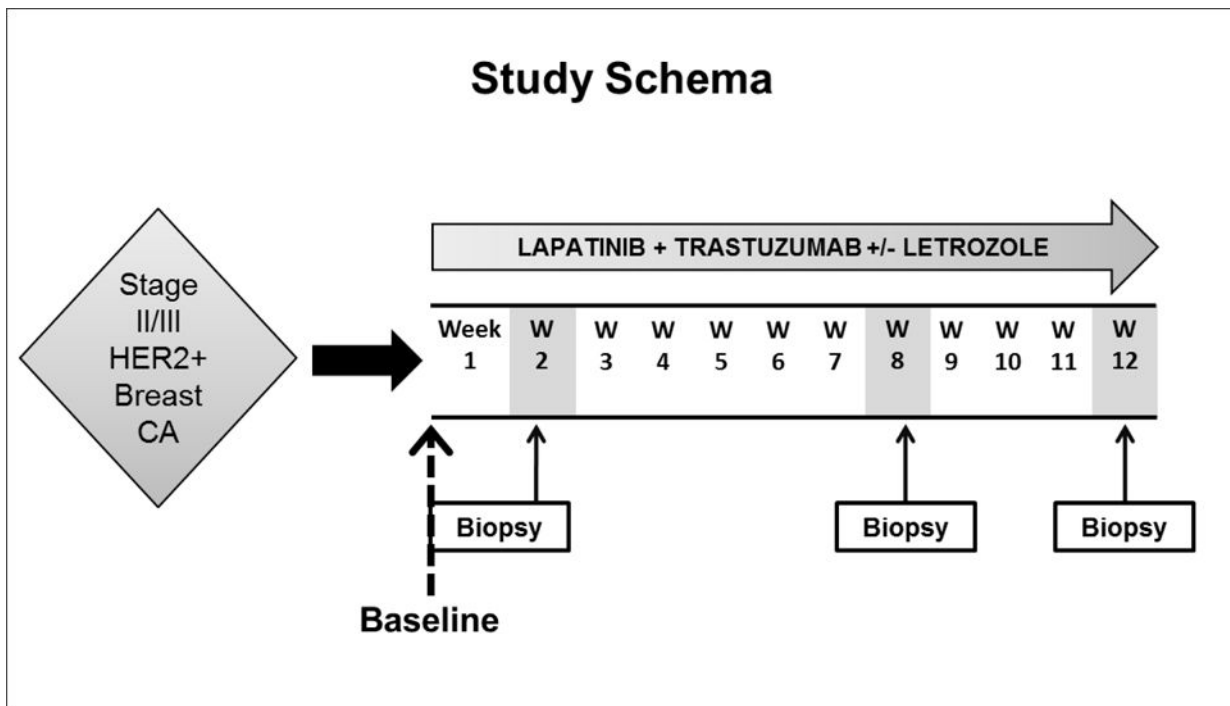 Study Schema
LAPATINIB + TRASTUZUMAB +/- LETROZOLE
Stage
II/III
HER2+
Breast
CA
Week W W W W W W W W W W W
1 2 3 4 5 6 7 8 9 10 11 12
Biopsy Biopsy Biopsy
Baseline